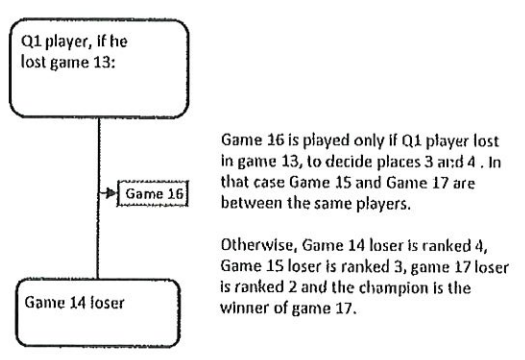 Q1 player, if he
lost game 13:
Game 16
Game 16 is played only if Q1 player lost
in game 13, to decide places 3 and 4 . In
that case Game 15 and Game 17 are
between the same players.
Otherwise, Game 14 loser is ranked 4,
Game 15 loser is ranked 3, game 17 loser
is ranked 2 and the champion is the
winner of game 17.
Game 14 loser